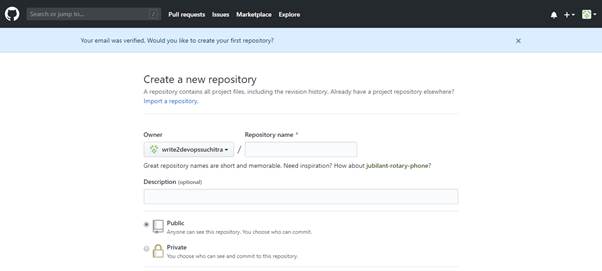 Search or jump to... / Pull requests Issues Marketplace Explore
Your email was verified. Would you like to create your first repository?
Create a new repository
A repository contains all project files, including the revision history. Already have a project repository elsewhere?
Import a repository.
Owner Repository name *
write2devopssuchitra /
Great repository names are short and memorable. Need inspiration? How about jubilant-rotary-phone?
Description (optional)
Public
Anyone can see this repository. You choose who can commit.
Private
You choose who can see and commit to this repository.